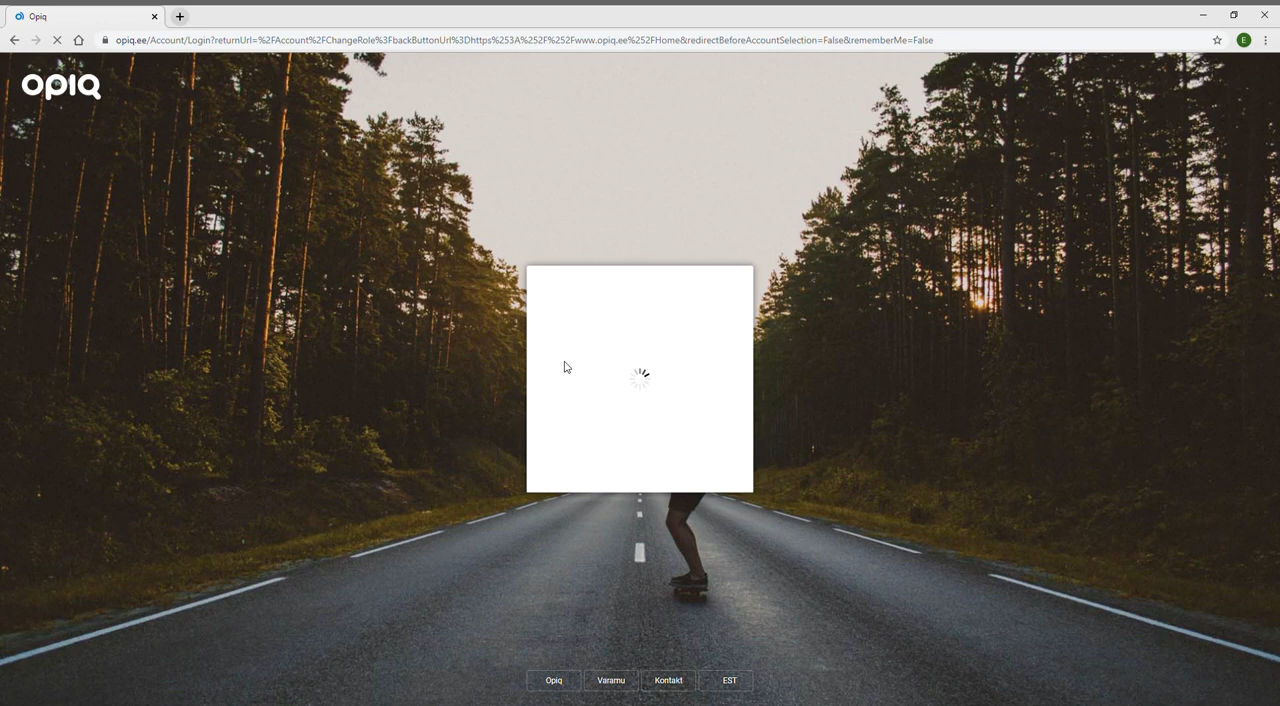 Opiq
opiq.ee/Account/Login?returnUrl=%2FAccount%2FChangeRole%3FbackButtonUrl%3Dhttps%253A%252F%252Fwww.opiq.ee%252FHome&redirectBeforeAccountSelection=False&rememberMe=False
E
opiq
Opiq
Varamu
Kontakt
EST